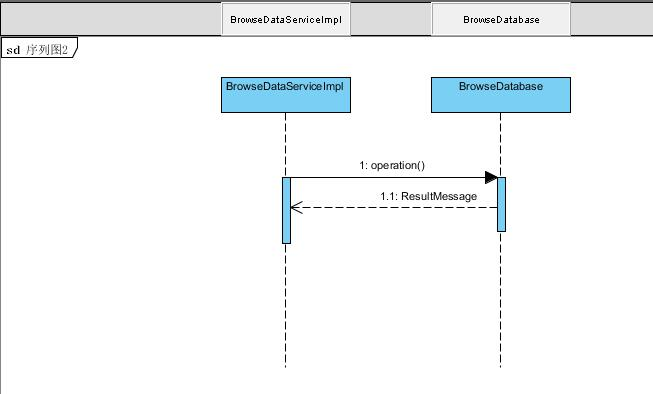 BrowseDataServiceImpl
BrowseDatabase
sd 序列图2
BrowseDataServiceImpl
BrowseDatabase
1: operation()
1.1: ResultMessage